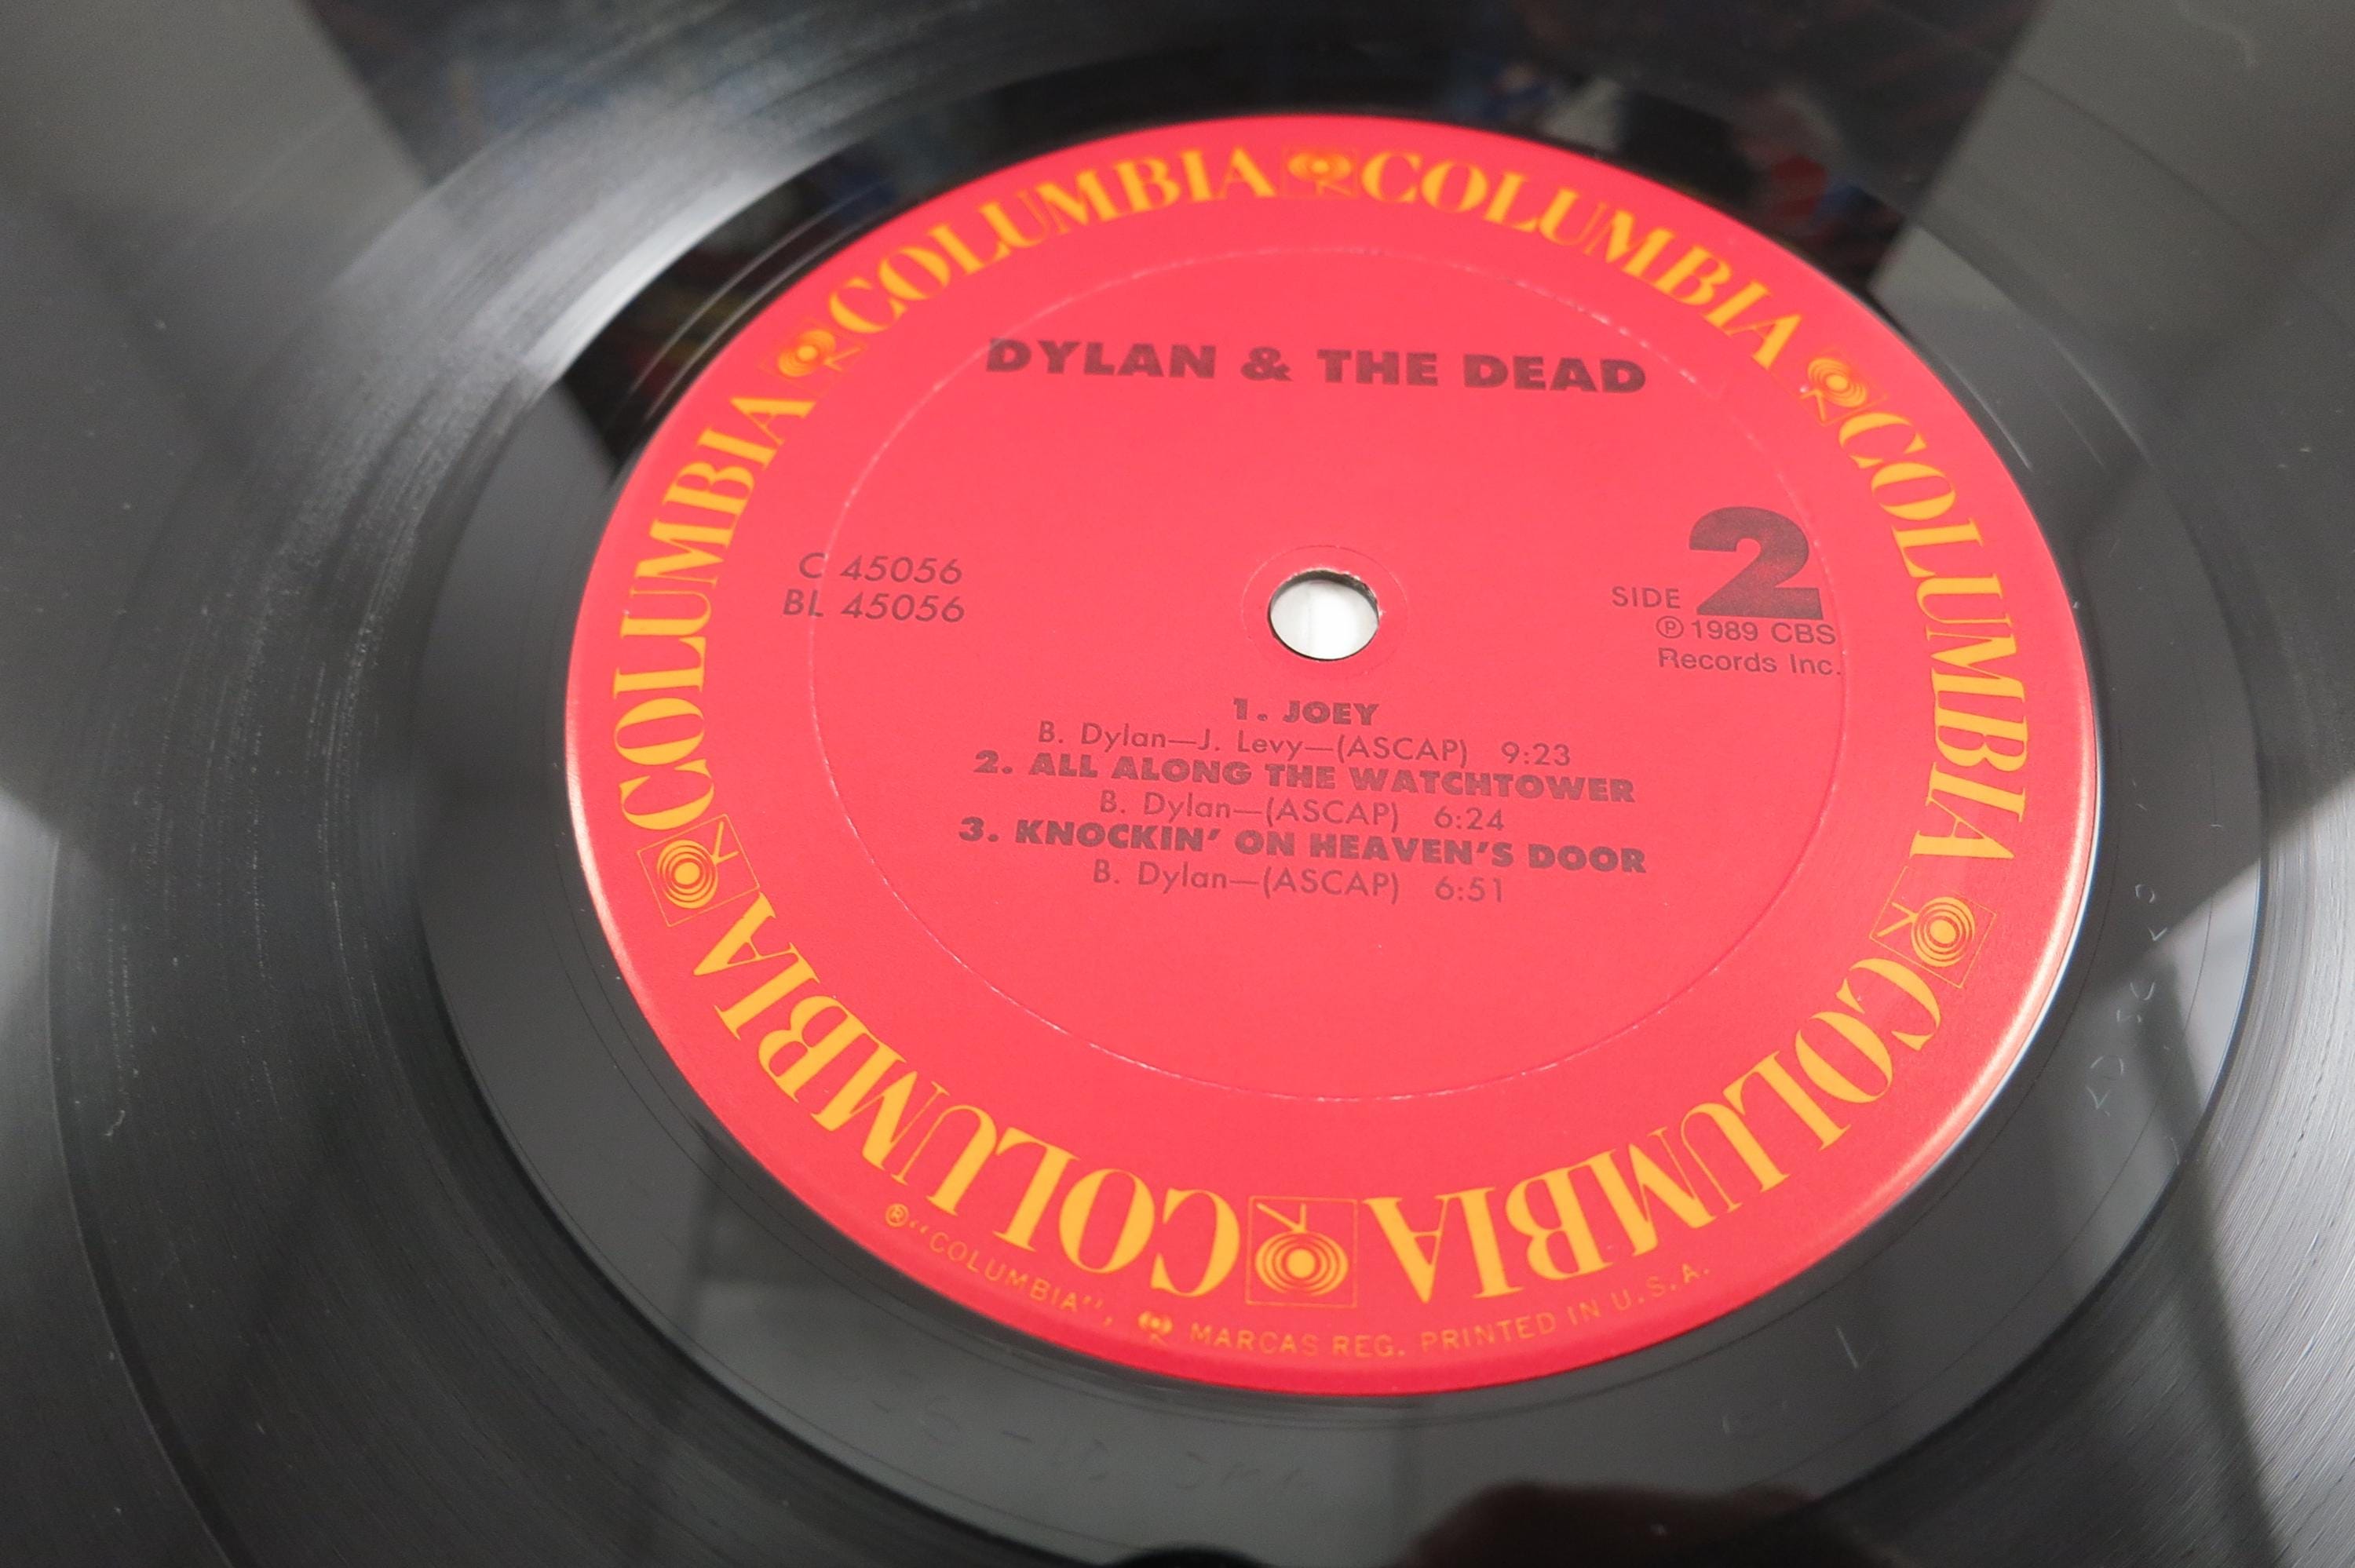 COLUMBIA COLUMBIA COLUMBIA COLUMBIA COLUMBIA COLUMBIA
DYLAN & THE DEAD
C 45056
BL 45056
SIDE 2
Ⓟ 1989 CBS
Records Inc.
1. JOEY
B. Dylan—J. Levy—(ASCAP) 9:23
2. ALL ALONG THE WATCHTOWER
B. Dylan—(ASCAP) 6:24
3. KNOCKIN' ON HEAVEN'S DOOR
B. Dylan—(ASCAP) 6:51
® "COLUMBIA", MARCAS REG. PRINTED IN U.S.A.